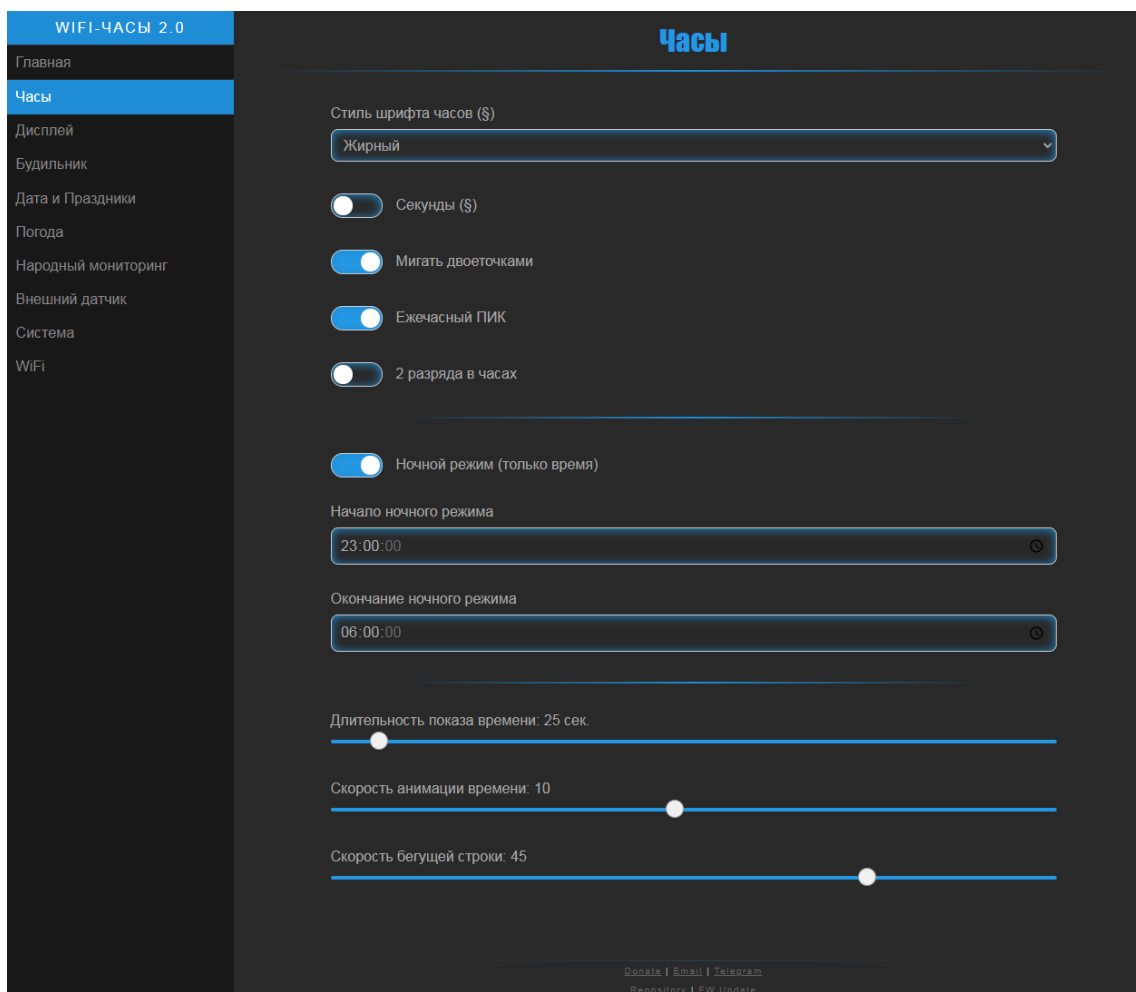 WIFI-ЧАСЫ 2.0
Главная
Часы
Дисплей
Будильник
Дата и Праздники
Погода
Народный мониторинг
Внешний датчик
Система
WiFi
Часы
Стиль шрифта часов (§)
Жирный
Секунды (§)
Мигать двоеточками
Ежечасный ПИК
2 разряда в часах
Ночной режим (только время)
Начало ночного режима
23:00:00
Окончание ночного режима
06:00:00
Длительность показа времени: 25 сек.
Скорость анимации времени: 10
Скорость бегущей строки: 45
Donate | Email | Telegram
Repository | FW Update